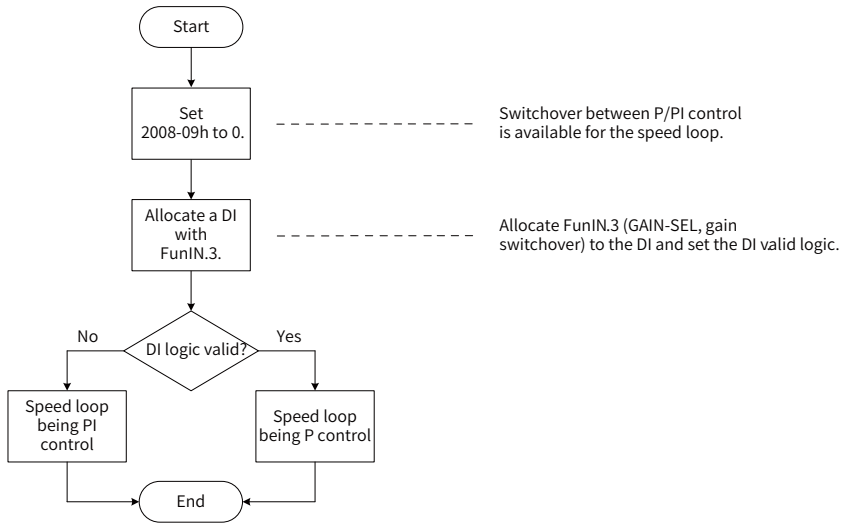 Start
Set
2008-09h to 0.
Switchover between P/PI control
is available for the speed loop.
Allocate a DI
with
FunIN.3.
Allocate FunIN.3 (GAIN-SEL, gain
switchover) to the DI and set the DI valid logic.
DI logic valid?
No
Yes
Speed loop
being PI
control
Speed loop
being P control
End